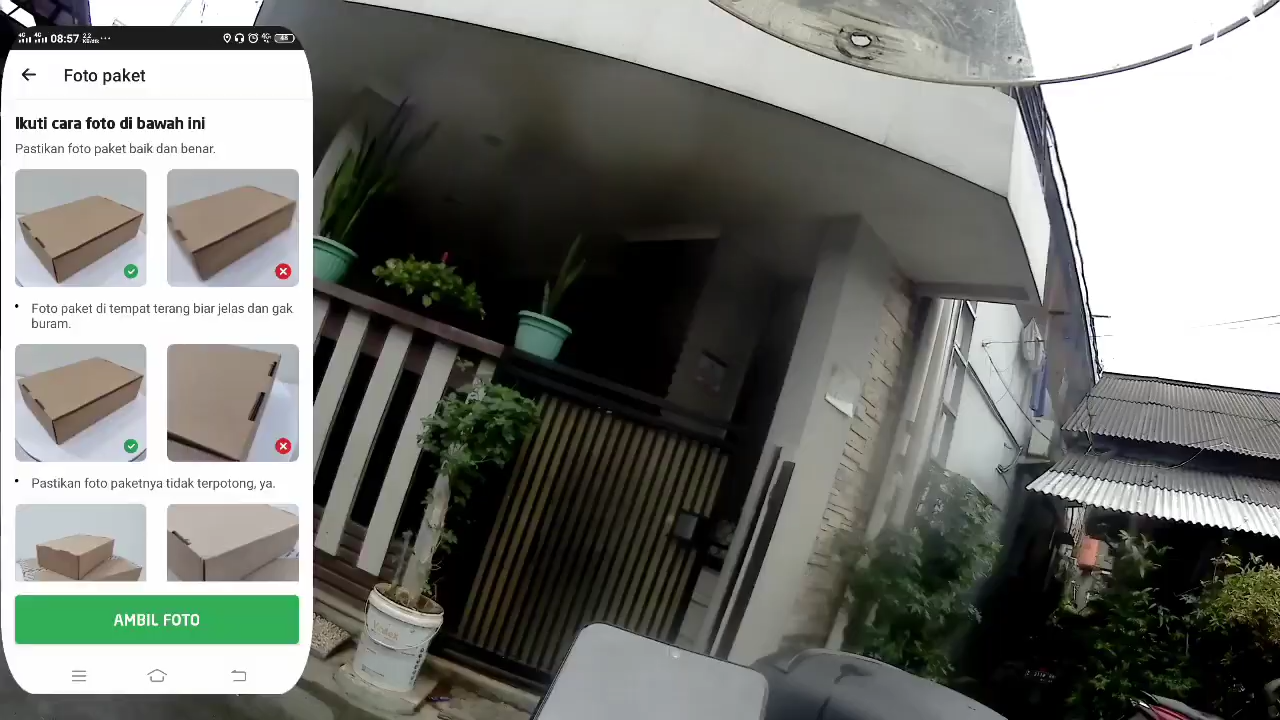 08:57
Foto paket
Ikuti cara foto di bawah ini
Pastikan foto paket baik dan benar.
Foto paket di tempat terang biar jelas dan gak
buram.
Pastikan foto paketnya tidak terpotong, ya.
AMBIL FOTO